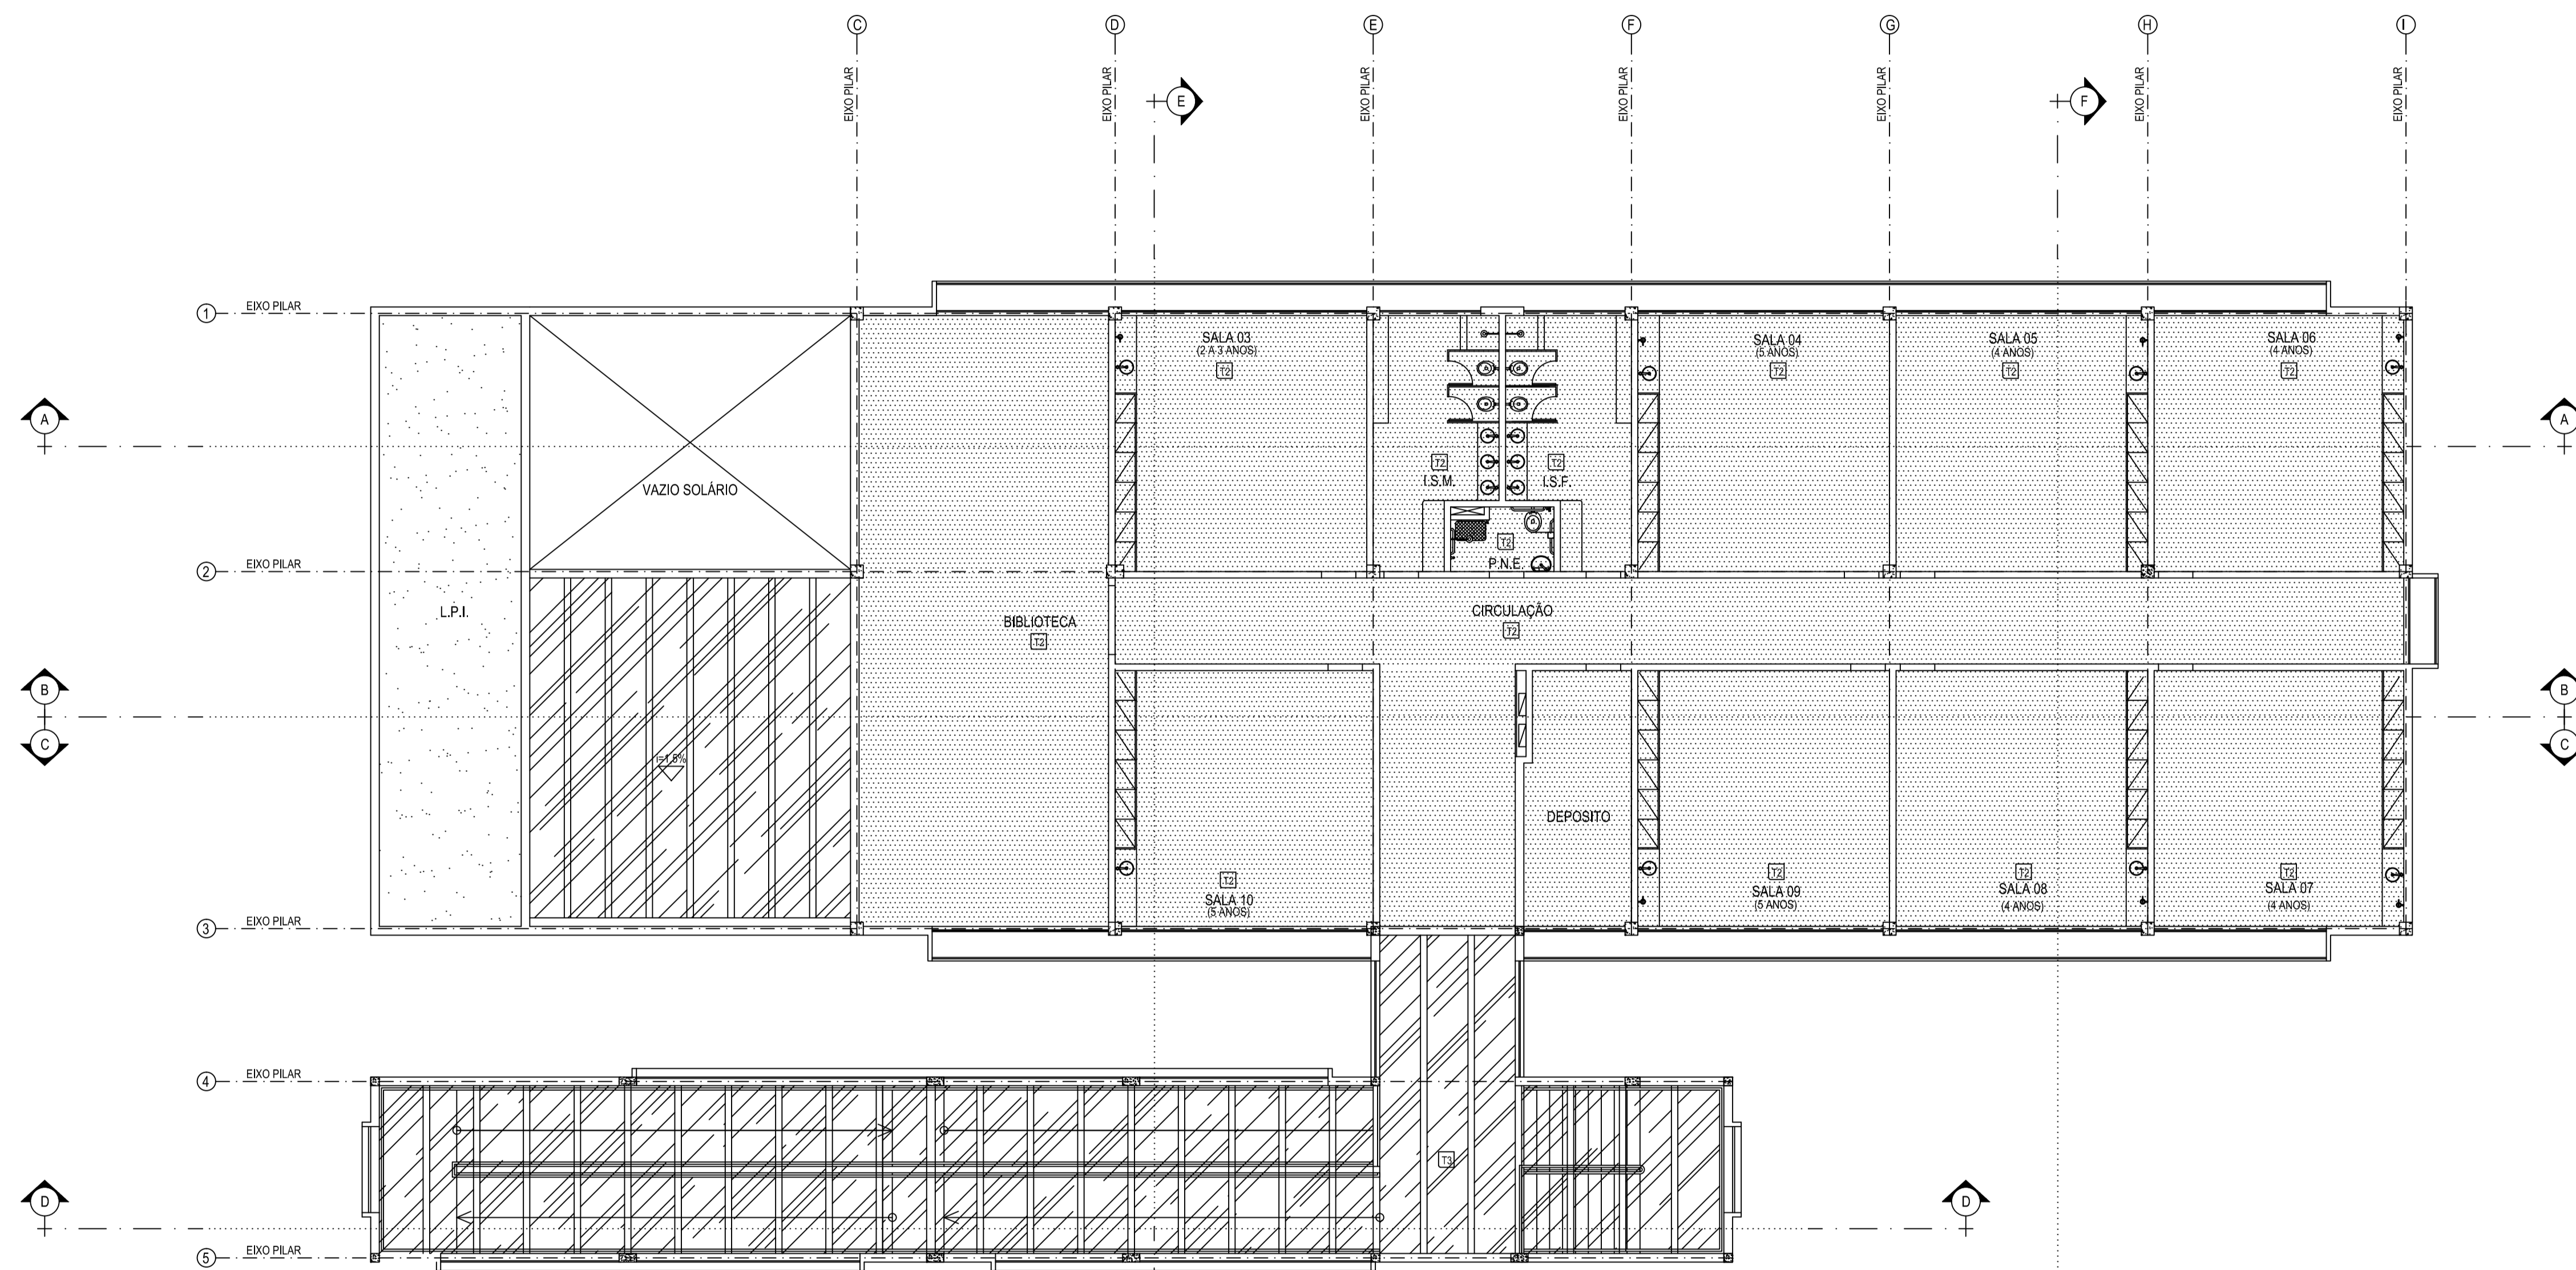 C D E F G H I
EIXO PILAR EIXO PILAR EIXO PILAR EIXO PILAR EIXO PILAR EIXO PILAR EIXO PILAR
E F
1 EIXO PILAR
SALA 03
(2 A 3 ANOS)
T2
SALA 04
(5 ANOS)
T2
SALA 05
(4 ANOS)
T2
SALA 06
(4 ANOS)
T2
A A
VAZIO SOLÁRIO
T2
I.S.M.
T2
I.S.F.
T2
P.N.E.
2 EIXO PILAR
L.P.I.
BIBLIOTECA
T2
CIRCULAÇÃO
T2
B B
C C
i=1.5%
DEPOSITO
T2
SALA 10
(5 ANOS)
T2
SALA 09
(5 ANOS)
T2
SALA 08
(4 ANOS)
T2
SALA 07
(4 ANOS)
3 EIXO PILAR
4 EIXO PILAR
T3
D D
5 EIXO PILAR